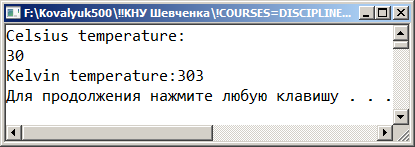 F:\Kovalyuk500\!!КНУ Шевченка\!COURSES=DISCIPLINE...
Celsius temperature:
30
Kelvin temperature:303
Для продолжения нажмите любую клавишу . . .